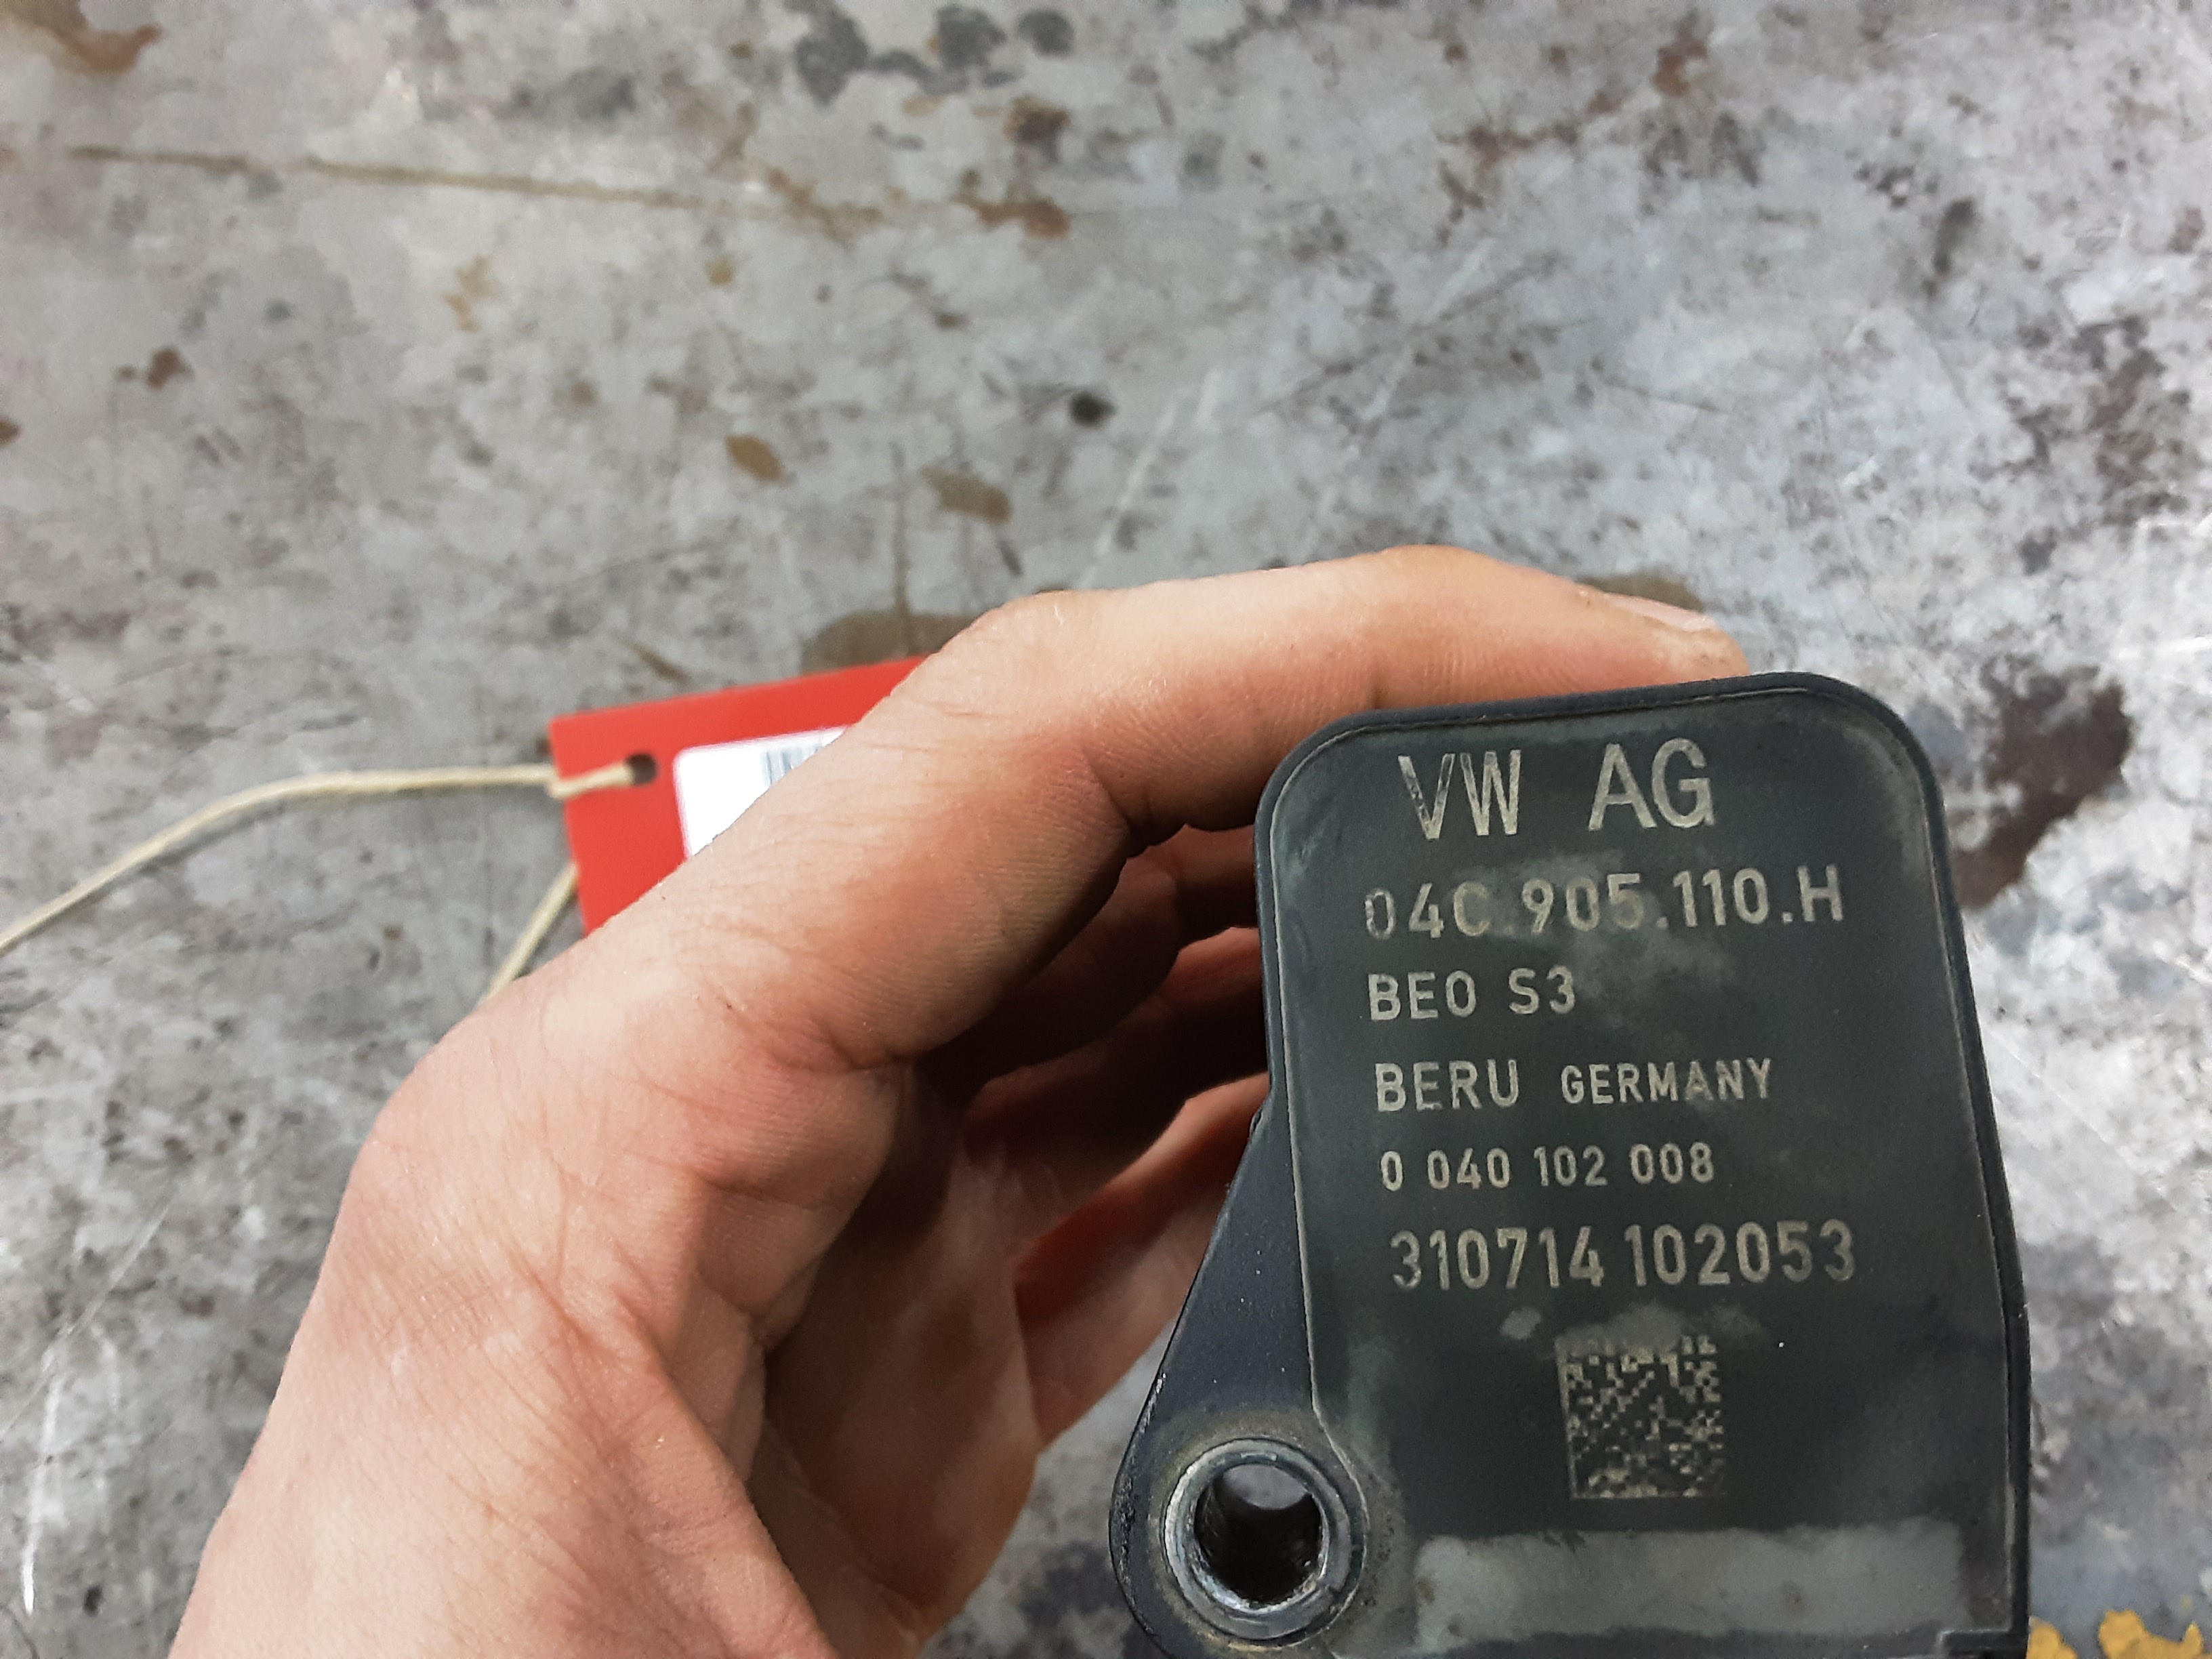 VW AG
04C.905.110.H
BEO S3
BERU GERMANY
0 040 102 008
310714 102053